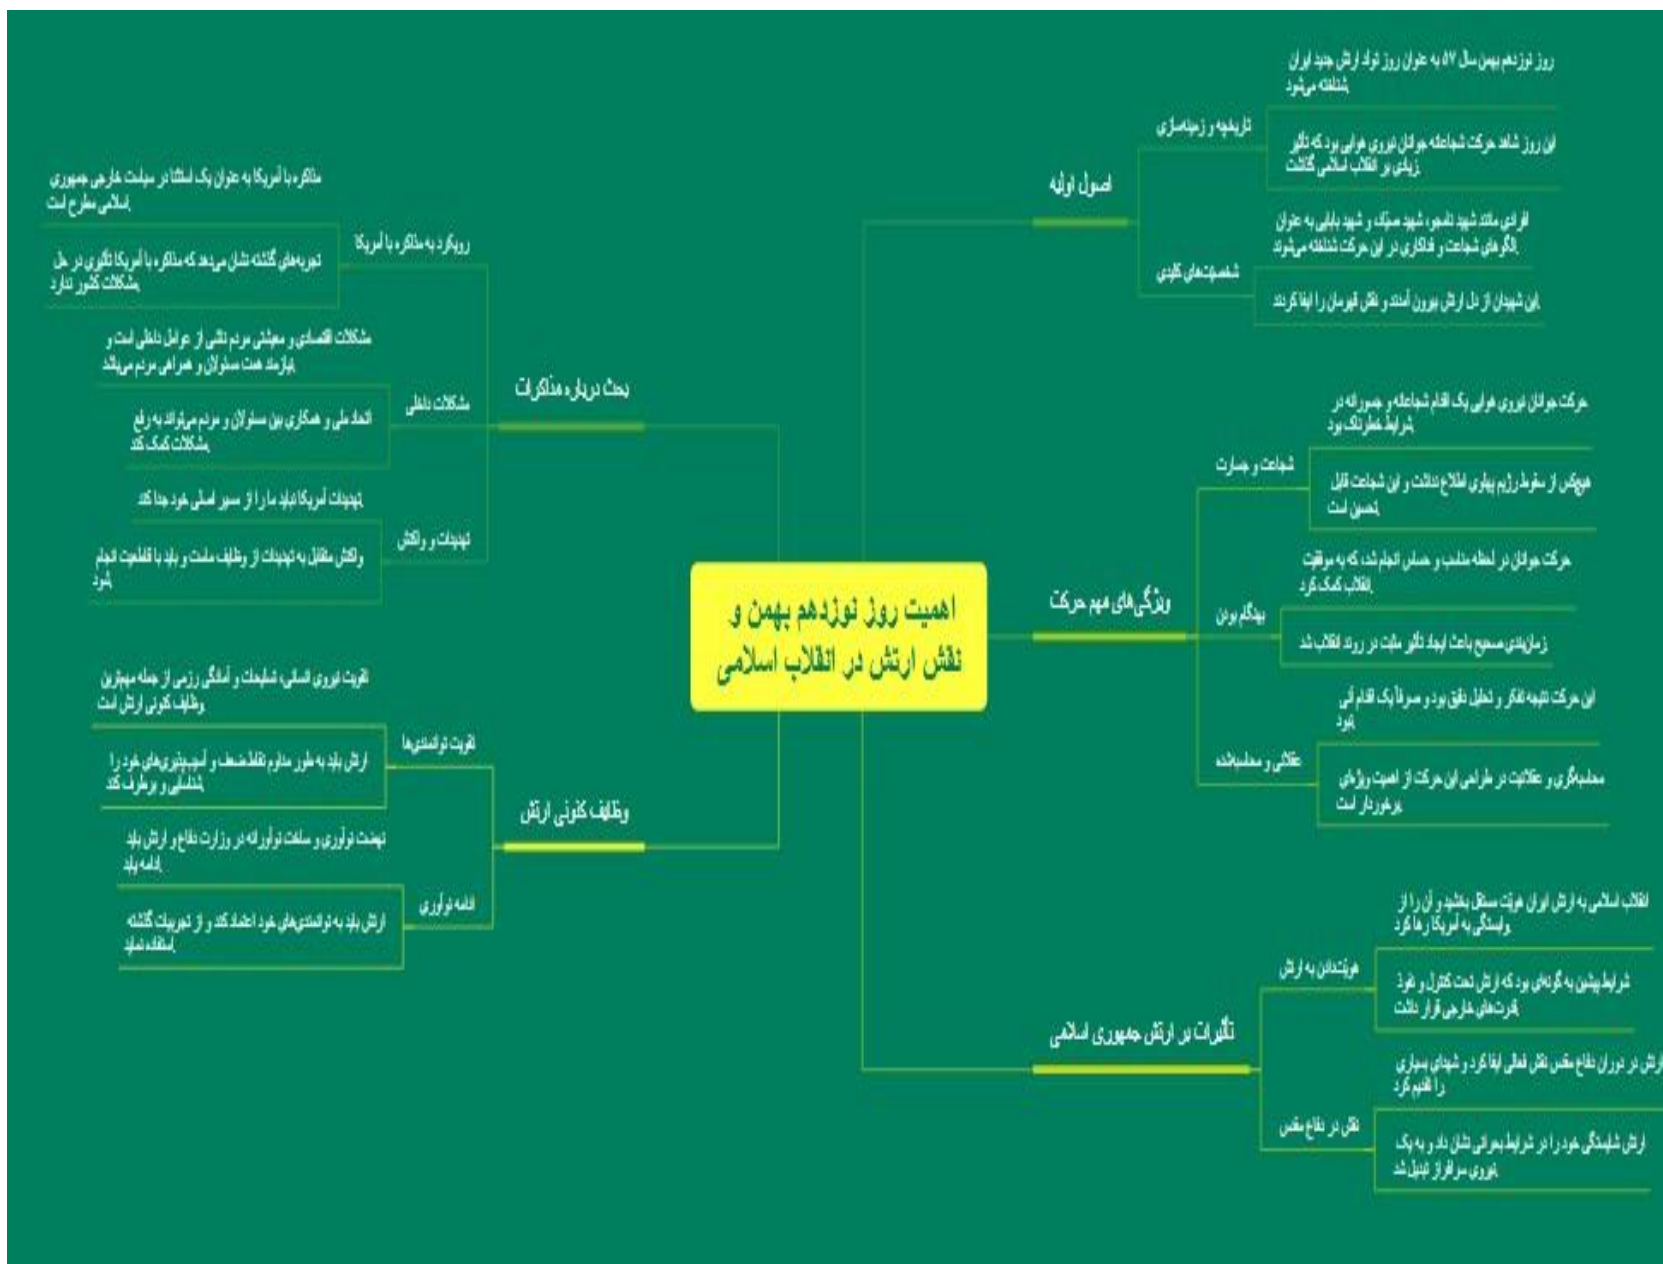 اهمیت روز نوزدهم بهمن و
نقش ارتش در انقلاب اسلامی
اصول اولیه
تاریخچه و زمینه‌سازی
روز نوزدهم بهمن سال ۵۷ به عنوان روز تولد ارتش جدید ایران
شناخته می‌شود.
این روز شاهد حرکت شجاعانه جوانان نیروی هوایی بود که تأثیر
زیادی بر انقلاب اسلامی گذاشت.
شخصیت‌های کلیدی
افرادی مانند شهید نامجو، شهید صیّاد، و شهید بابایی به عنوان
الگوهای شجاعت و فداکاری در این حرکت شناخته می‌شوند.
این شهیدان از دل ارتش بیرون آمدند و نقش قهرمان را ایفا کردند.
ویژگی‌های مهم حرکت
شجاعت و جسارت
حرکت جوانان نیروی هوایی یک اقدام شجاعانه و جسورانه در
شرایط خطرناک بود.
هیچ‌کس از سقوط رژیم پهلوی اطلاع نداشت و این شجاعت قابل
تحسین است.
بهنگام بودن
حرکت جوانان در لحظه مناسب و حساس انجام شد، که به موفقیت
انقلاب کمک کرد.
زمان‌بندی صحیح باعث ایجاد تأثیر مثبت در روند انقلاب شد.
عقلائی و محاسبه‌شده
این حرکت نتیجه تفکر و تحلیل دقیق بود و صرفاً یک اقدام آنی
نبود.
محاسبه‌گری و عقلانیت در طراحی این حرکت از اهمیت ویژه‌ای
برخوردار است.
تأثیرات بر ارتش جمهوری اسلامی
هویّت‌دادن به ارتش
انقلاب اسلامی به ارتش ایران هویّت مستقل بخشید و آن را از
وابستگی به آمریکا رها کرد.
شرایط پیشین به گونه‌ای بود که ارتش تحت کنترل و نفوذ
قدرت‌های خارجی قرار داشت.
نقش در دفاع مقدس
ارتش در دوران دفاع مقدس نقش فعالی ایفا کرد و شهدای بسیاری
را تقدیم کرد.
ارتش شایستگی خود را در شرایط بحرانی نشان داد و به یک
نیروی سرافراز تبدیل شد.
بحث درباره مذاکرات
رویکرد به مذاکره با آمریکا
مذاکره با آمریکا به عنوان یک استثنا در سیاست خارجی جمهوری
اسلامی مطرح است.
تجربه‌های گذشته نشان می‌دهد که مذاکره با آمریکا تأثیری در حل
مشکلات کشور ندارد.
مشکلات داخلی
مشکلات اقتصادی و معیشتی مردم ناشی از عوامل داخلی است و
نیازمند همت مسئولان و همراهی مردم می‌باشد.
اتحاد ملی و همکاری بین مسئولان و مردم می‌تواند به رفع
مشکلات کمک کند.
تهدیدات و واکنش
تهدیدات آمریکا نباید ما را از مسیر اصلی خود جدا کند.
واکنش متقابل به تهدیدات از وظایف ماست و باید با قاطعیت انجام
شود.
وظایف کنونی ارتش
تقویت توانمندی‌ها
تقویت نیروی انسانی، تسلیحات و آمادگی رزمی از جمله مهم‌ترین
وظایف کنونی ارتش است.
ارتش باید به طور مداوم نقاط ضعف و آسیب‌پذیری‌های خود را
شناسایی و برطرف کند.
ادامه نوآوری
نهضت نوآوری و ساخت نوآورانه در وزارت دفاع و ارتش باید
ادامه یابد.
ارتش باید به توانمندی‌های خود اعتماد کند و از تجربیات گذشته
استفاده نماید.